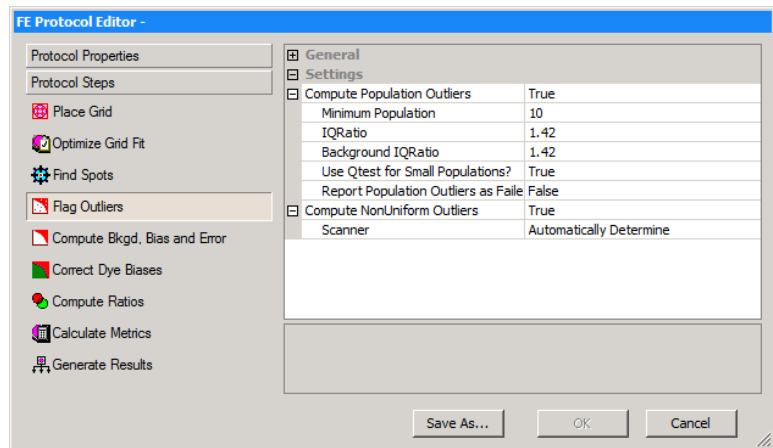 FE Protocol Editor -
Protocol Properties
Protocol Steps
Place Grid
Optimize Grid Fit
Find Spots
Flag Outliers
Compute Bkgd, Bias and Error
Correct Dye Biases
Compute Ratios
Calculate Metrics
Generate Results
General
Settings
Compute Population Outliers True
Minimum Population 10
IQRatio 1.42
Background IQRatio 1.42
Use Qtest for Small Populations? True
Report Population Outliers as Faile False
Compute NonUniform Outliers True
Scanner Automatically Determine
Save As... OK Cancel